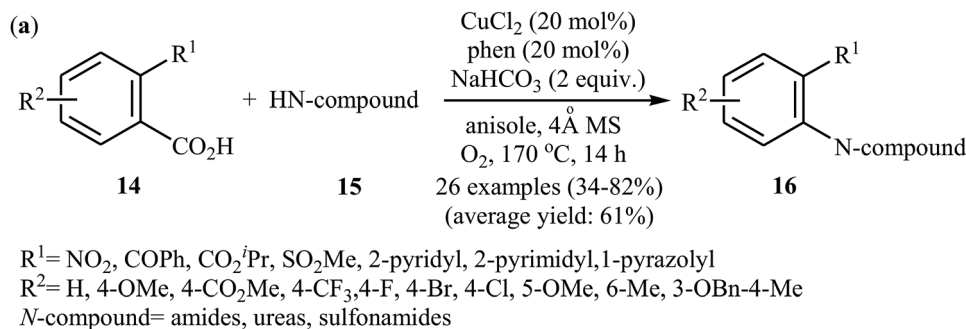 (a)
R¹
R²
CO₂H
14
+ HN-compound
15
CuCl₂ (20 mol%)
phen (20 mol%)
NaHCO₃ (2 equiv.)
anisole, 4Å MS
O₂, 170 °C, 14 h
26 examples (34-82%)
(average yield: 61%)
R¹
R²
N-compound
16
R¹= NO₂, COPh, CO₂ⁱPr, SO₂Me, 2-pyridyl, 2-pyrimidyl,1-pyrazolyl
R²= H, 4-OMe, 4-CO₂Me, 4-CF₃,4-F, 4-Br, 4-Cl, 5-OMe, 6-Me, 3-OBn-4-Me
N-compound= amides, ureas, sulfonamides